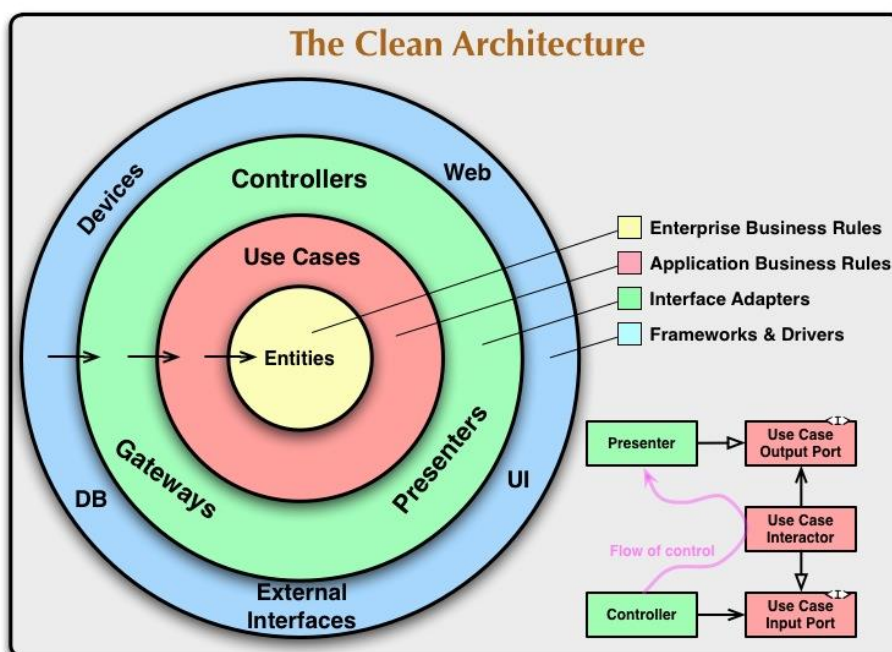 The Clean Architecture
Devices
Web
Controllers
Use Cases
Entities
Gateways
Presenters
DB
UI
External
Interfaces
Enterprise Business Rules
Application Business Rules
Interface Adapters
Frameworks & Drivers
Presenter
<I>
Use Case
Output Port
Flow of control
Use Case
Interactor
Controller
<I>
Use Case
Input Port